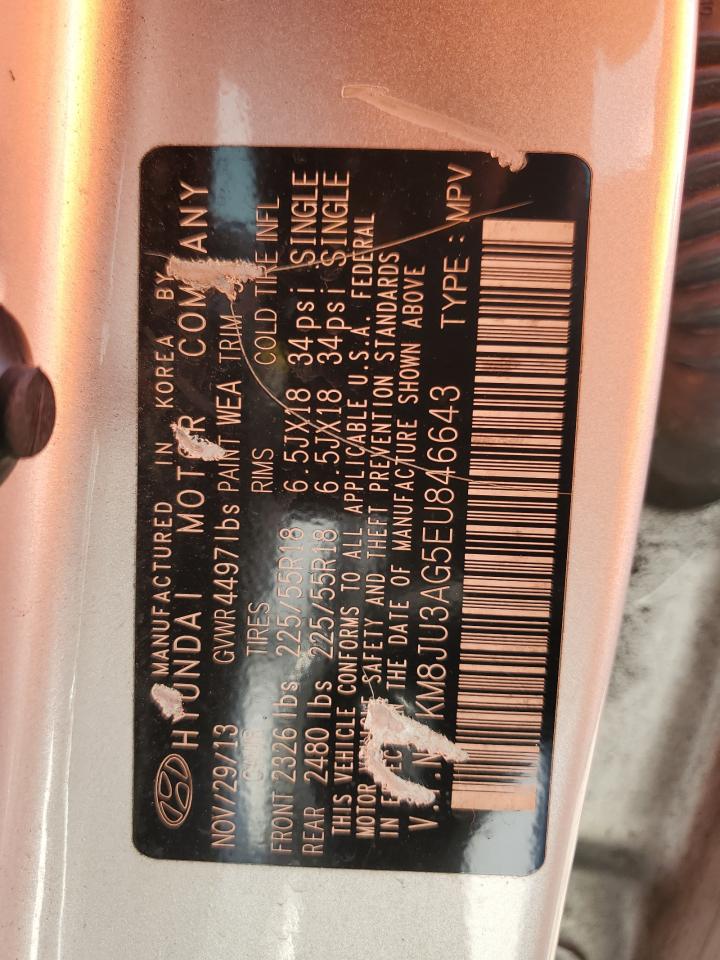 MANUFACTURED IN KOREA BY
HYUNDAI MOTOR COMPANY
NOV/29/13 GVWR 4497lbs PAINT WEA TRIM
GAWR TIRES RIMS COLD TIRE INFL
FRONT 2326 lbs 225/55R18 6.5JX18 34psi SINGLE
REAR 2480 lbs 225/55R18 6.5JX18 34psi SINGLE
THIS VEHICLE CONFORMS TO ALL APPLICABLE U.S.A. FEDERAL
MOTOR SAFETY AND THEFT PREVENTION STANDARDS
IN THE DATE OF MANUFACTURE SHOWN ABOVE
KM8JU3AG5EU846643 TYPE : MPV